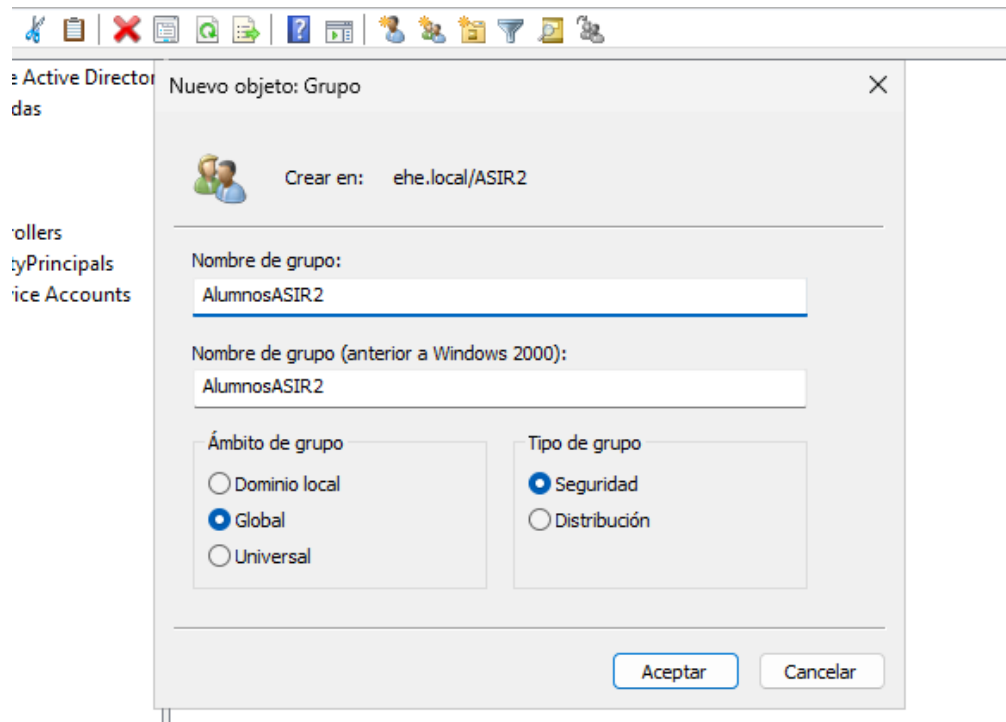 e Active Director
das
rollers
tyPrincipals
vice Accounts
Nuevo objeto: Grupo
Crear en: ehe.local/ASIR2
Nombre de grupo:
AlumnosASIR2
Nombre de grupo (anterior a Windows 2000):
AlumnosASIR2
Ámbito de grupo
Dominio local
Global
Universal
Tipo de grupo
Seguridad
Distribución
Aceptar
Cancelar